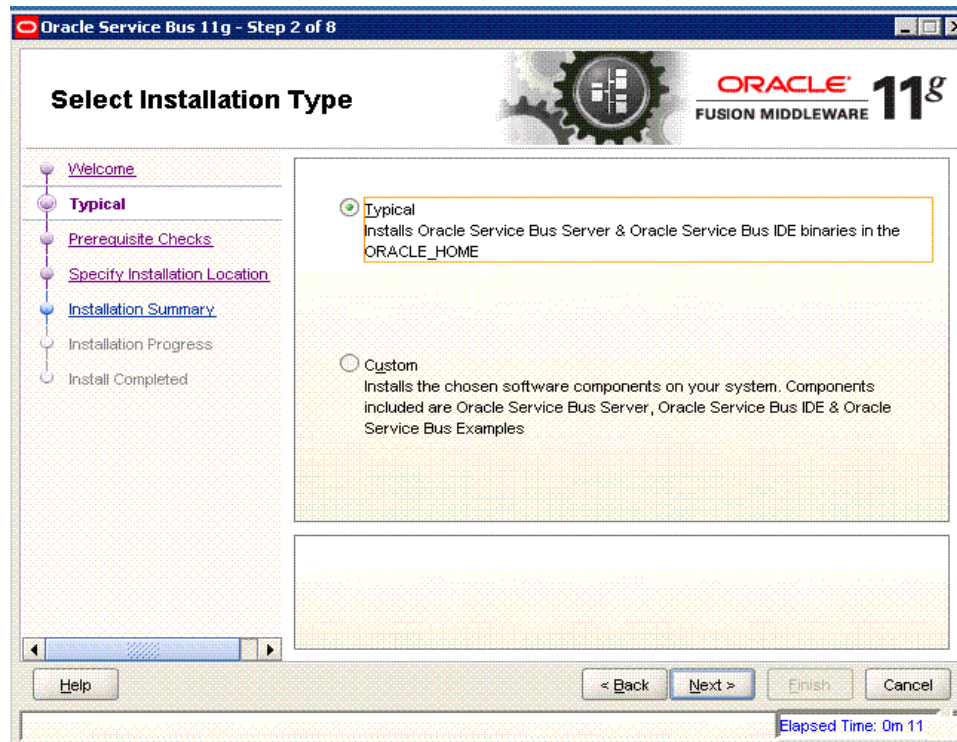 Oracle Service Bus 11g - Step 2 of 8
Select Installation Type
ORACLE
FUSION MIDDLEWARE
11g
Welcome
Typical
Prerequisite Checks
Specify Installation Location
Installation Summary
Installation Progress
Install Completed
Typical
Installs Oracle Service Bus Server & Oracle Service Bus IDE binaries in the
ORACLE_HOME
Custom
Installs the chosen software components on your system. Components
included are Oracle Service Bus Server, Oracle Service Bus IDE & Oracle
Service Bus Examples
Help
< Back
Next >
Finish
Cancel
Elapsed Time: 0m 11